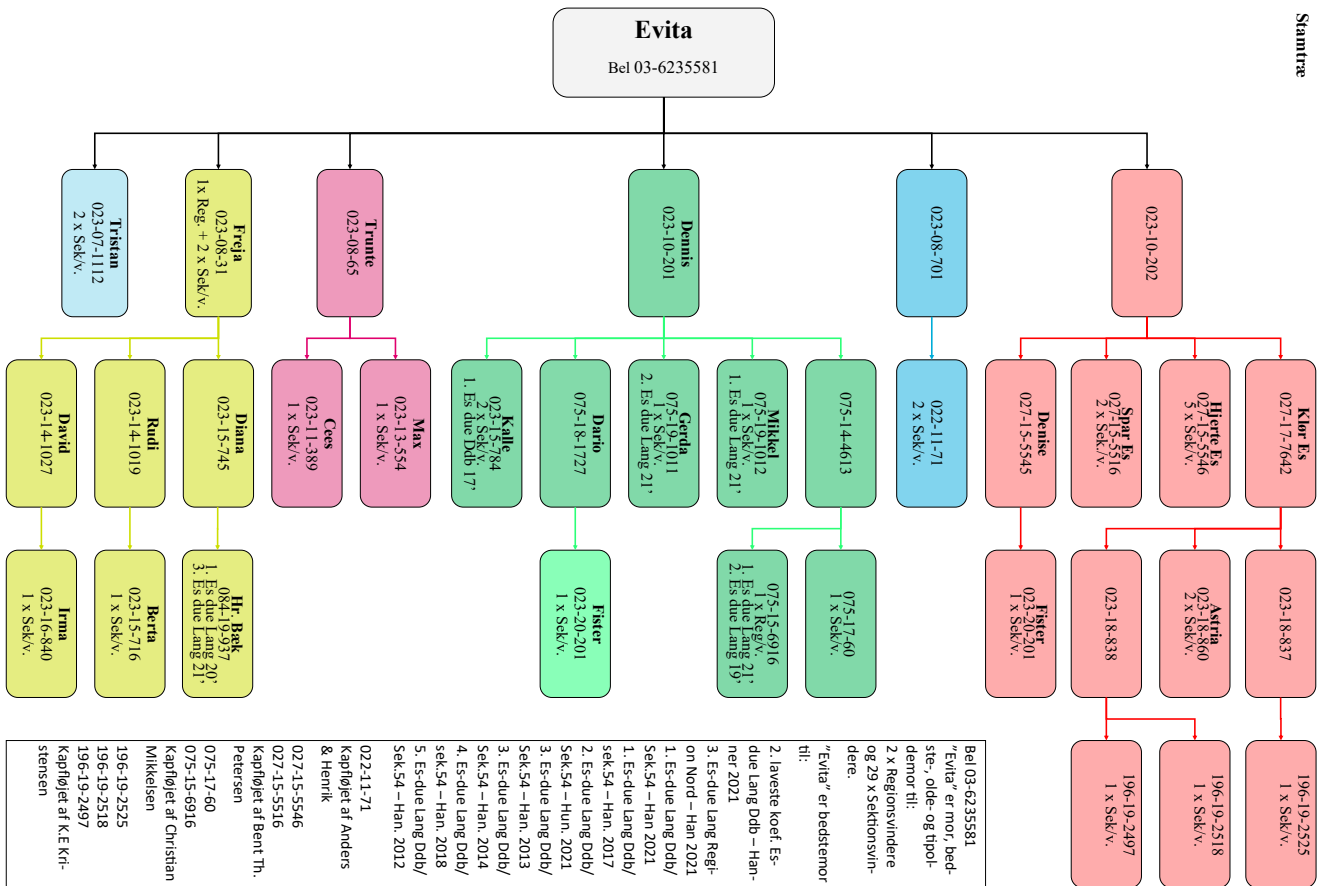 Stamtræ
Evita
Bel 03-6235581
023-10-202
023-08-701
Dennis
023-10-201
Trunte
023-08-65
Freja
023-08-31
1x Reg. + 2 x Sek/v.
Tristan
023-07-1112
2 x Sek/v.
Klør Es
027-17-7642
Hjerte Es
027-15-5546
5 x Sek/v.
Spar Es
027-15-5516
2 x Sek./v.
Denise
027-15-5545
022-11-71
2 x Sek/v.
075-14-4613
Mikkel
075-19-1012
1 x Sek/v.
1. Es due Lang 21’
Gerda
075-19-1011
1 x Sek/v.
2. Es due Lang 21’
Dario
075-18-1727
Kalle
023-15-784
2 x Sek/v.
1. Es due Ddb 17’
Max
023-13-554
1 x Sek/v.
Cees
023-11-389
1 x Sek/v.
Diana
023-15-745
Rudi
023-14-1019
David
023-14-1027
023-18-837
Astria
023-18-860
2 x Sek/v.
023-18-838
Fister
023-20-201
1 x Sek/v.
075-17-60
1 x Sek/v.
075-15-6916
1 x Reg/v.
1. Es due Lang 21’
2. Es due Lang 19’
Fister
023-20-201
1 x Sek/v.
Hr. Bæk
084-19-937
1. Es due Lang 20’
3. Es due Lang 21’
Berta
023-15-716
1 x Sek/v.
Irma
023-16-840
1 x Sek/v.
196-19-2525
1 x Sek/v.
196-19-2518
1 x Sek/v.
196-19-2497
1 x Sek/v.
Bel 03-6235581
”Evita” er mor, bed-
ste-, olde- og tipol-
demor til:
2 x Regionsvindere
og 29 x Sektionsvin-
dere.
”Evita” er bedstemor
til:
2. laveste koef. Es-
due Lang Ddb – Han-
ner 2021
3. Es-due Lang Regi-
on Nord – Han 2021
1. Es-due Lang Ddb/
Sek.54 – Han 2021
1. Es-due Lang Ddb/
sek.54 – Han. 2017
2. Es-due Lang Ddb/
Sek.54 – Hun. 2021
3. Es-due Lang Ddb/
Sek.54 – Han. 2013
3. Es-due Lang Ddb/
Sek.54 – Han. 2014
4. Es-due Lang Ddb/
sek.54 – Han. 2018
5. Es-due Lang Ddb/
Sek.54 – Han. 2012
022-11-71
Kapfløjet af Anders
& Henrik
027-15-5546
027-15-5516
Kapfløjet af Bent Th.
Petersen
075-17-60
075-15-6916
Kapfløjet af Christian
Mikkelsen
196-19-2525
196-19-2518
196-19-2497
Kapfløjet af K.E Kri-
stensen